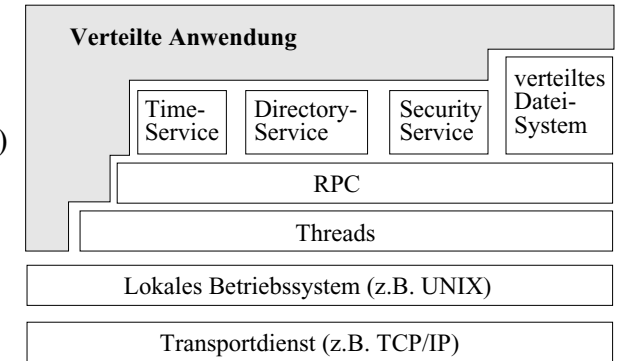 Verteilte Anwendung
Time-
Service
Directory-
Service
Security
Service
verteiltes
Datei-
System
)
RPC
Threads
Lokales Betriebssystem (z.B. UNIX)
Transportdienst (z.B. TCP/IP)